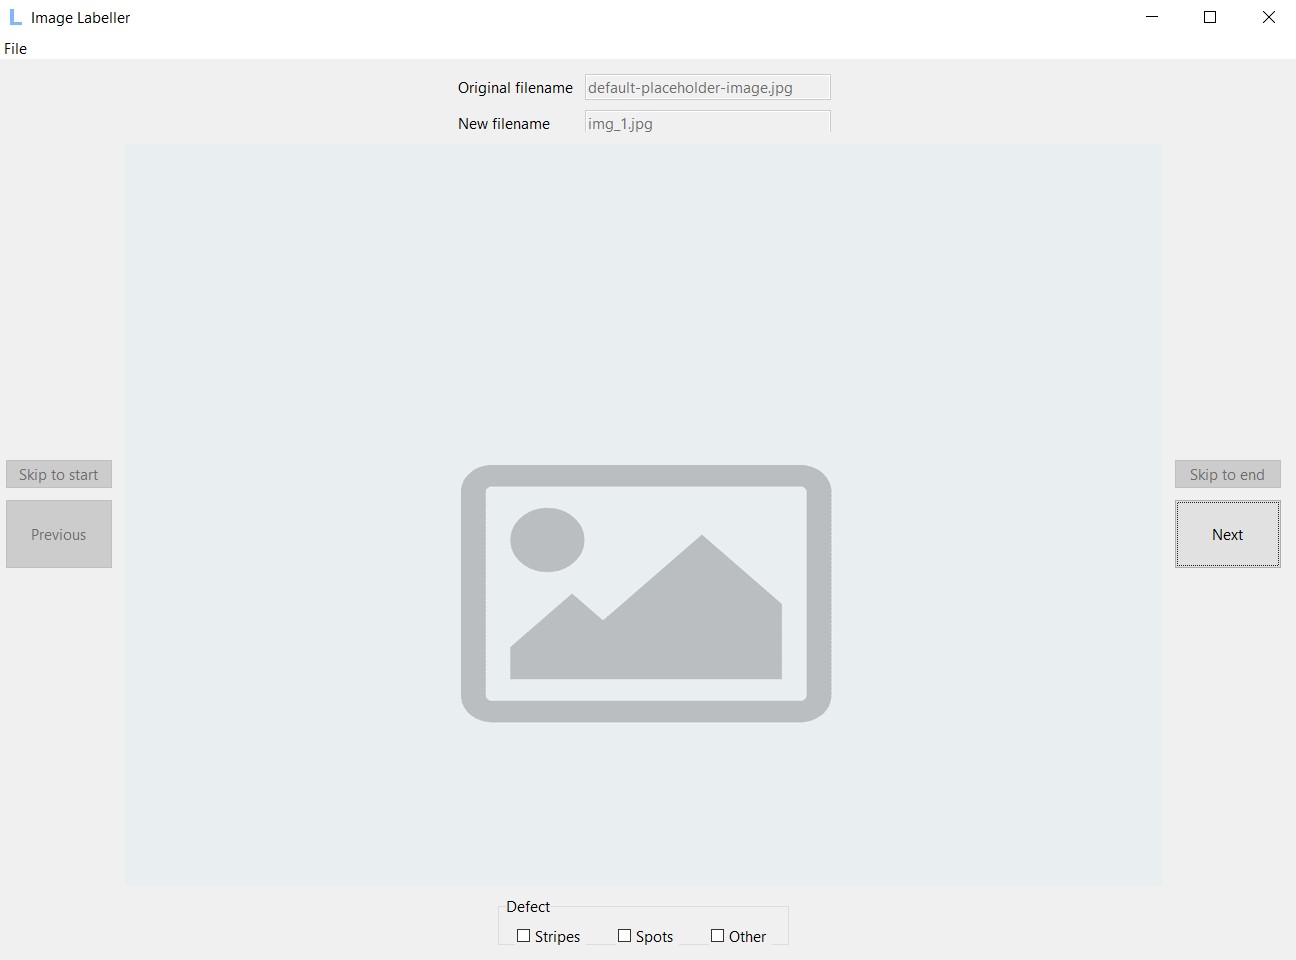 Image Labeller
File
Original filename default-placeholder-image.jpg
New filename img_1.jpg
Skip to start
Skip to end
Previous
Next
Defect
Stripes Spots Other